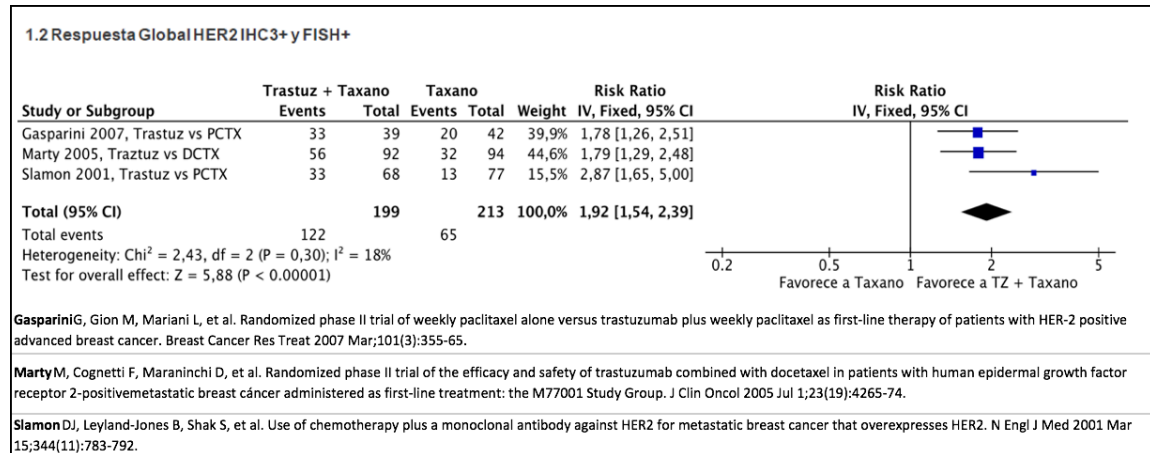 1.2 Respuesta Global HER2 IHC3+ y FISH+
Trastuz + Taxano Taxano Risk Ratio Risk Ratio
Study or Subgroup Events Total Events Total Weight IV, Fixed, 95% CI IV, Fixed, 95% CI
Gasparini 2007, Trastuz vs PCTX 33 39 20 42 39,9% 1,78 [1,26, 2,51]
Marty 2005, Traztuz vs DCTX 56 92 32 94 44,6% 1,79 [1,29, 2,48]
Slamon 2001, Trastuz vs PCTX 33 68 13 77 15,5% 2,87 [1,65, 5,00]
Total (95% CI) 199 213 100,0% 1,92 [1,54, 2,39]
Total events 122 65
Heterogeneity: Chi² = 2,43, df = 2 (P = 0,30); I² = 18%
Test for overall effect: Z = 5,88 (P < 0.00001)
0.2 0.5 1 2 5
Favorece a Taxano Favorece a TZ + Taxano
GaspariniG, Gion M, Mariani L, et al. Randomized phase II trial of weekly paclitaxel alone versus trastuzumab plus weekly paclitaxel as first-line therapy of patients with HER-2 positive
advanced breast cancer. Breast Cancer Res Treat 2007 Mar;101(3):355-65.
MartyM, Cognetti F, Maraninchi D, et al. Randomized phase II trial of the efficacy and safety of trastuzumab combined with docetaxel in patients with human epidermal growth factor
receptor 2-positivemetastatic breast cáncer administered as first-line treatment: the M77001 Study Group. J Clin Oncol 2005 Jul 1;23(19):4265-74.
SlamonDJ, Leyland-Jones B, Shak S, et al. Use of chemotherapy plus a monoclonal antibody against HER2 for metastatic breast cancer that overexpresses HER2. N Engl J Med 2001 Mar
15;344(11):783-792.